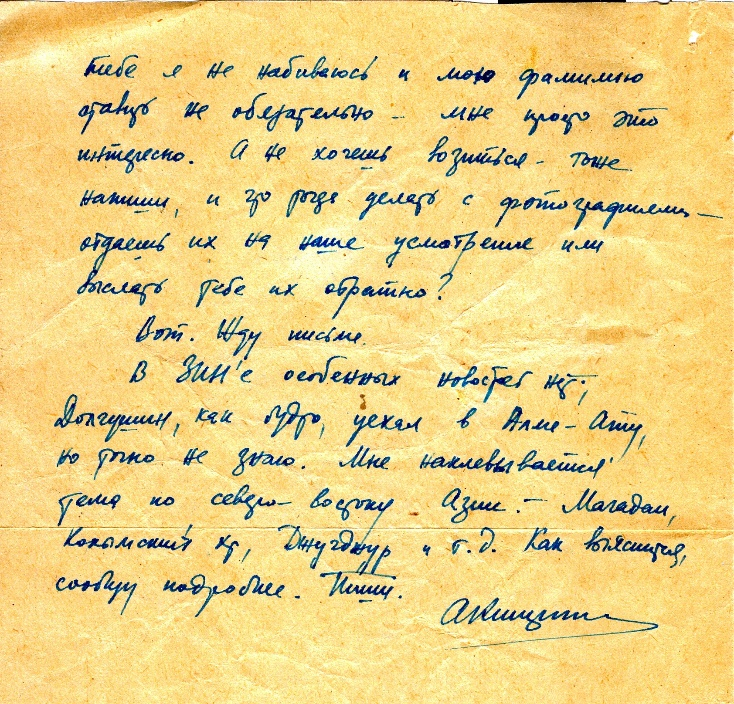 тебе я не набиваюсь и мою фамилию
ставить не обязательно – мне просто это
интересно. А не хочешь возиться – тоже
напиши, и что тогда делать с фотографиями –
отдаешь их на наше усмотрение или
выслать тебе их обратно?
Вот. Жду письма.
В ЗИН'е особенных новостей нет;
Долгушин, как будто, уехал в Алма-Ату,
но точно не знаю. Мне наклевывается
тема по северо-востоку Азии – Магадан,
Колымский хр, Джугджур и т.д. Как выяснится,
сообщу подробнее. Пиши.